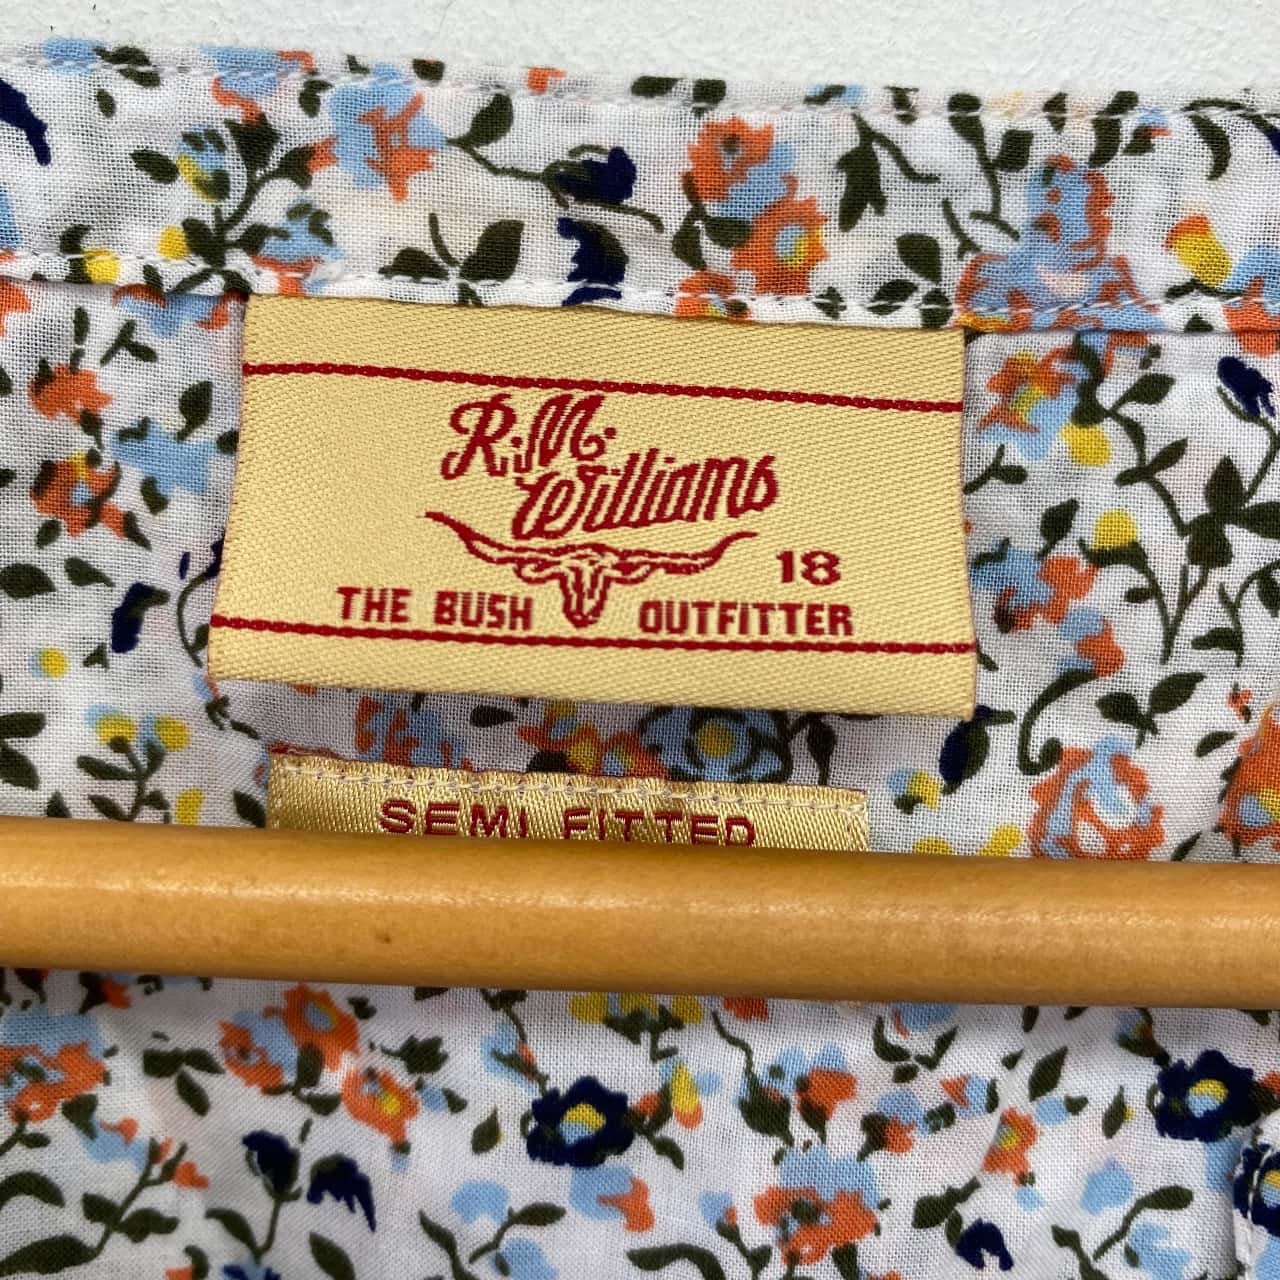 R.M.
Williams
18
THE BUSH OUTFITTER
SEMI FITTED